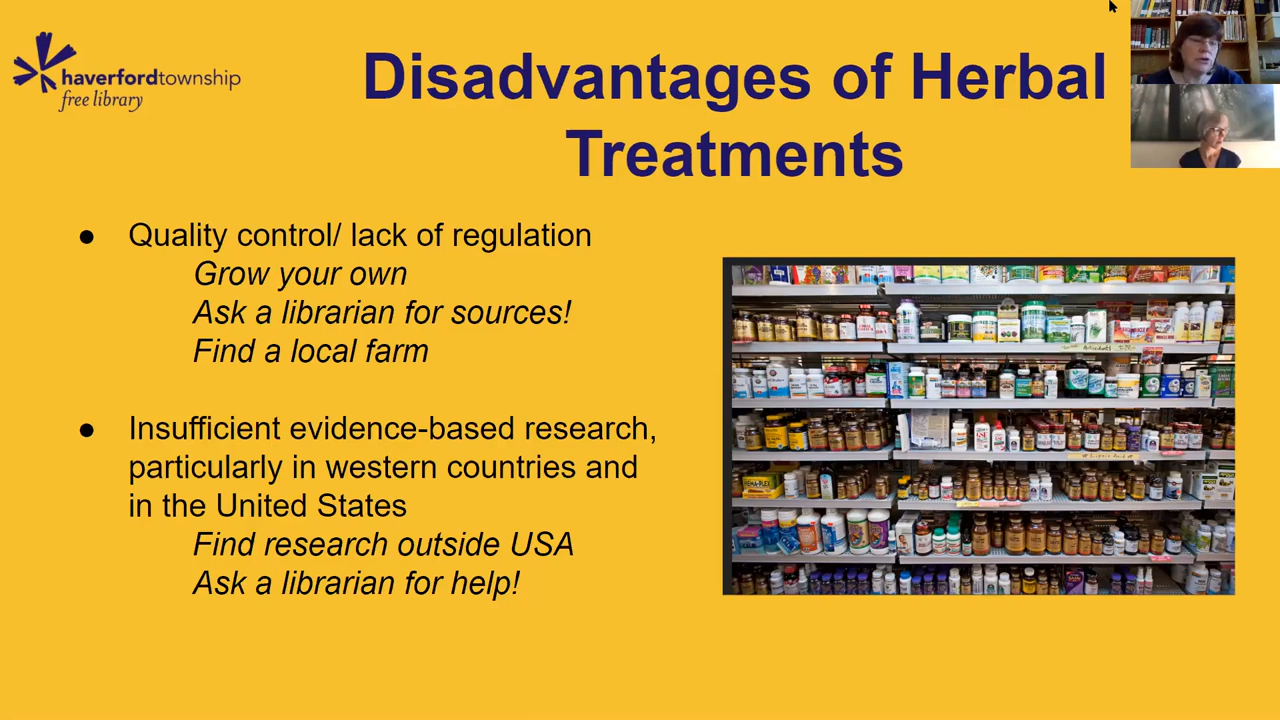 haverfordtownship
free library
Disadvantages of Herbal
Treatments
● Quality control/ lack of regulation
Grow your own
Ask a librarian for sources!
Find a local farm
● Insufficient evidence-based research,
particularly in western countries and
in the United States
Find research outside USA
Ask a librarian for help!